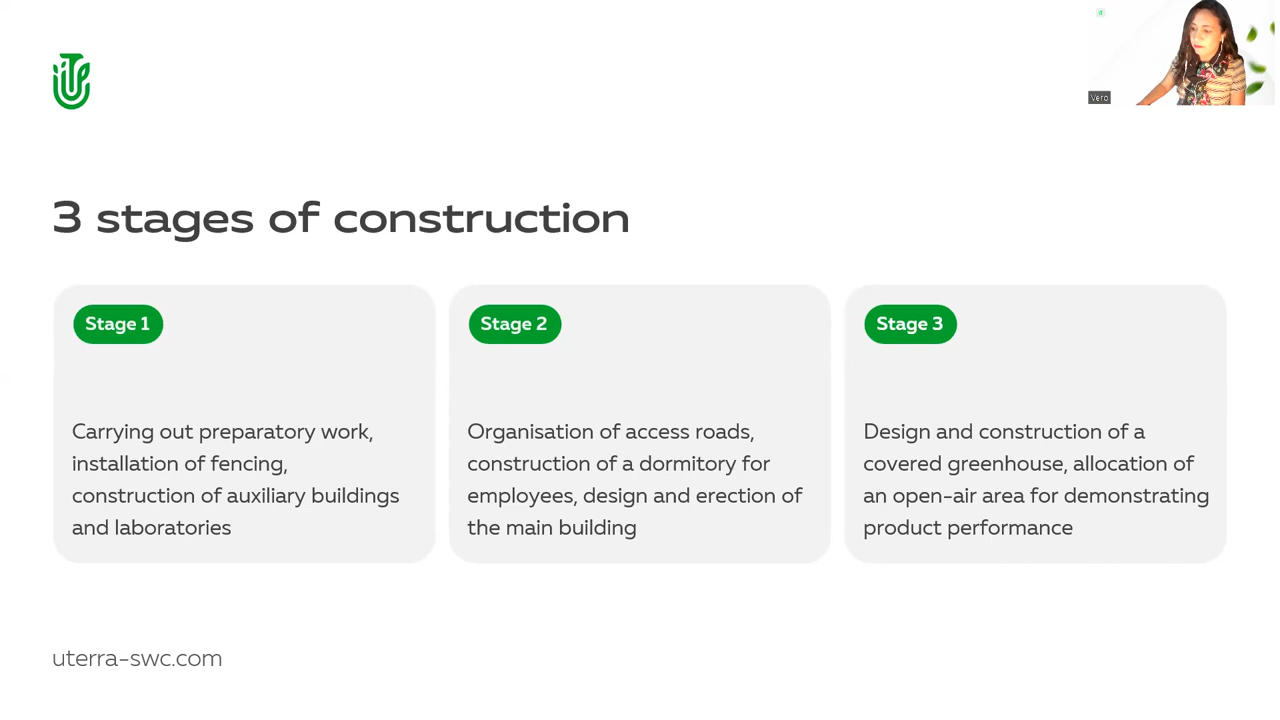 Vero
3 stages of construction
Stage 1
Carrying out preparatory work,
installation of fencing,
construction of auxiliary buildings
and laboratories
Stage 2
Organisation of access roads,
construction of a dormitory for
employees, design and erection of
the main building
Stage 3
Design and construction of a
covered greenhouse, allocation of
an open-air area for demonstrating
product performance
uterra-swc.com